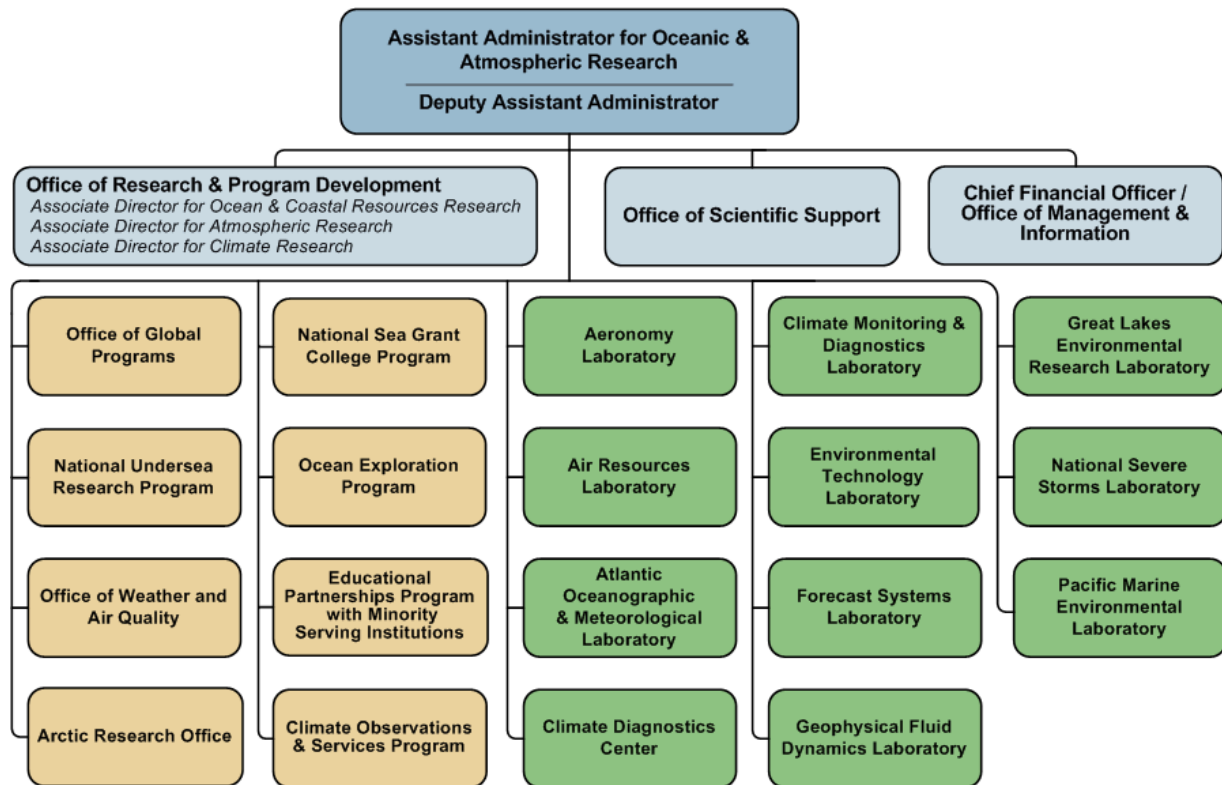 Assistant Administrator for Oceanic &
Atmospheric Research
Deputy Assistant Administrator
Office of Research & Program Development
Associate Director for Ocean & Coastal Resources Research
Associate Director for Atmospheric Research
Associate Director for Climate Research
Office of Scientific Support
Chief Financial Officer /
Office of Management &
Information
Office of Global
Programs
National Sea Grant
College Program
Aeronomy
Laboratory
Climate Monitoring &
Diagnostics
Laboratory
Great Lakes
Environmental
Research Laboratory
National Undersea
Research Program
Ocean Exploration
Program
Air Resources
Laboratory
Environmental
Technology
Laboratory
National Severe
Storms Laboratory
Office of Weather and
Air Quality
Educational
Partnerships Program
with Minority
Serving Institutions
Atlantic
Oceanographic
& Meteorological
Laboratory
Forecast Systems
Laboratory
Pacific Marine
Environmental
Laboratory
Arctic Research Office
Climate Observations
& Services Program
Climate Diagnostics
Center
Geophysical Fluid
Dynamics Laboratory